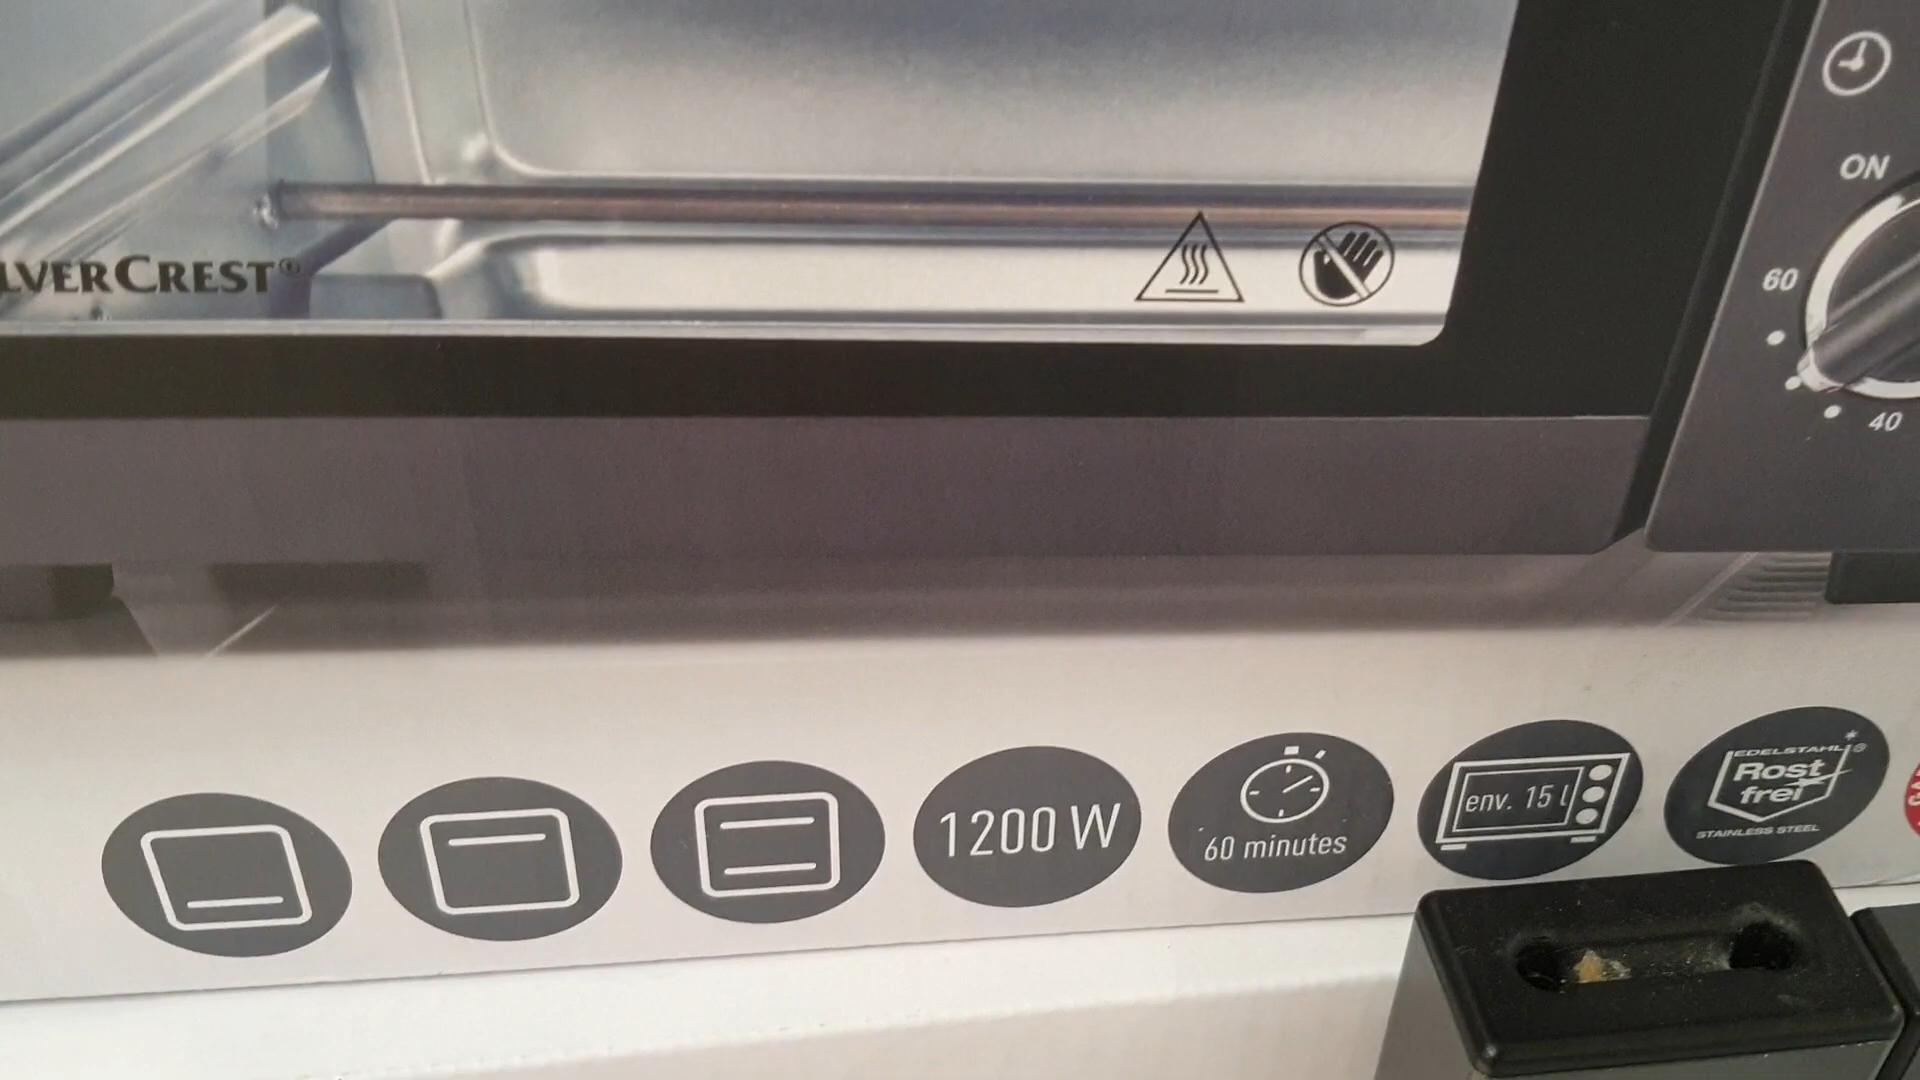 LVERCREST®
ON
60
40
1200 W
60 minutes
env. 15 l
EDELSTAHL®*
Rost
frei
STAINLESS STEEL